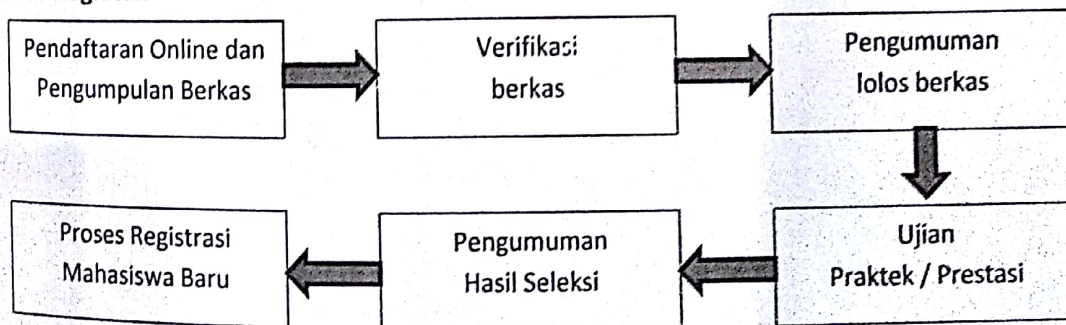 Pendaftaran Online dan
Pengumpulan Berkas
Verifikasi
berkas
Pengumuman
lolos berkas
Ujian
Praktek / Prestasi
Pengumuman
Hasil Seleksi
Proses Registrasi
Mahasiswa Baru